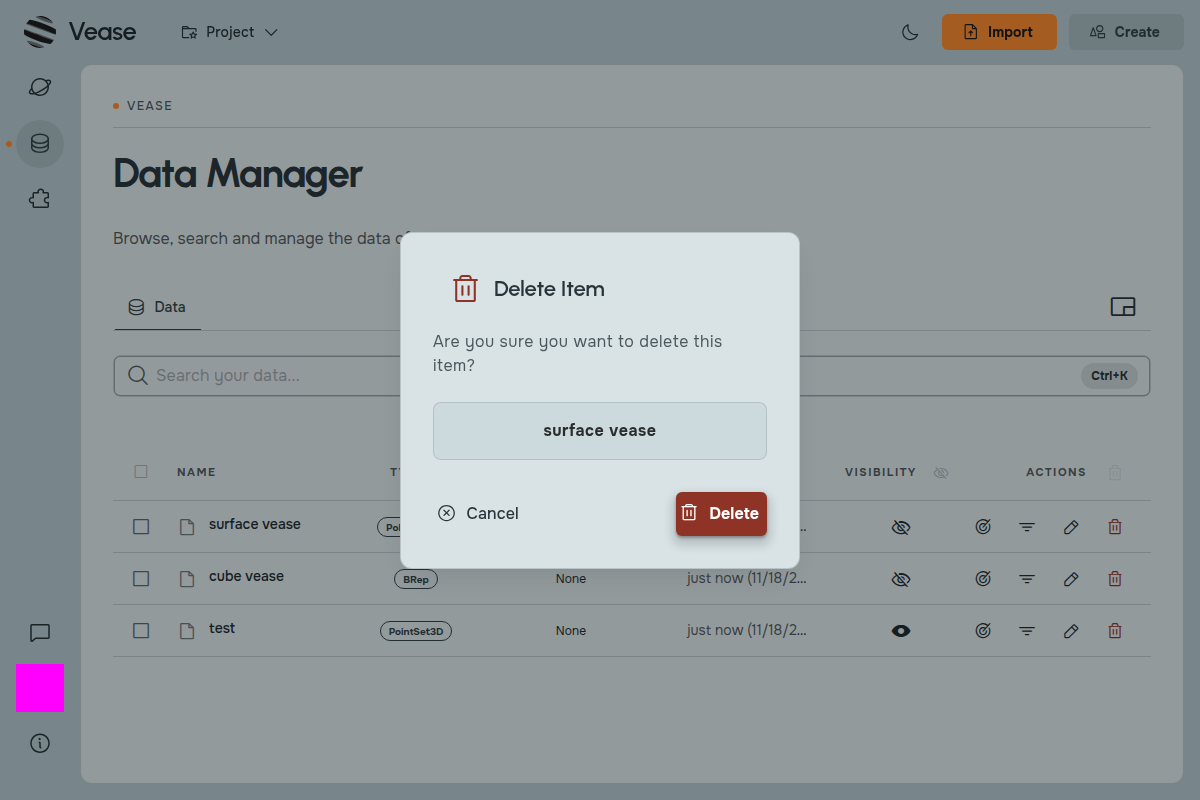 Vease
Project
Import
Create
VEASE
Data Manager
Browse, search and manage the data
Delete Item
Are you sure you want to delete this
item?
surface vease
Cancel
Delete
Data
Search your data...
Ctrl+K
NAME
VISIBILITY
ACTIONS
surface vease
cube vease
BRep
None
just now (11/18/2...
test
PointSet3D
None
just now (11/18/2...